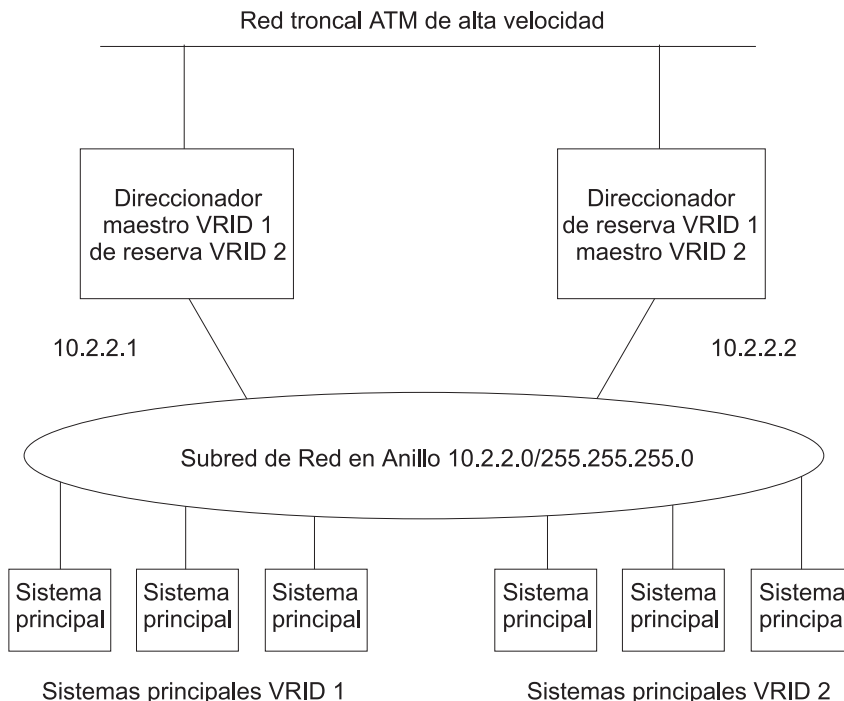 Red troncal ATM de alta velocidad
Direccionador
maestro VRID 1
de reserva VRID 2
Direccionador
de reserva VRID 1
maestro VRID 2
10.2.2.1
10.2.2.2
Subred de Red en Anillo 10.2.2.0/255.255.255.0
Sistema
principal
Sistema
principal
Sistema
principal
Sistema
principal
Sistema
principal
Sistema
principal
Sistemas principales VRID 1
Sistemas principales VRID 2